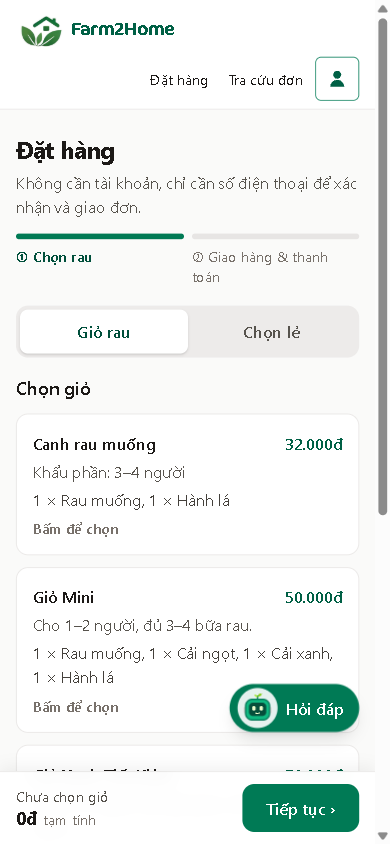 Farm2Home
Đặt hàng
Tra cứu đơn
Đặt hàng
Không cần tài khoản, chỉ cần số điện thoại để xác
nhận và giao đơn.
① Chọn rau
② Giao hàng & thanh
toán
Giỏ rau
Chọn lẻ
Chọn giỏ
Canh rau muống
32.000đ
Khẩu phần: 3–4 người
1 × Rau muống, 1 × Hành lá
Bấm để chọn
Giỏ Mini
50.000đ
Cho 1–2 người, đủ 3–4 bữa rau.
1 × Rau muống, 1 × Cải ngọt, 1 × Cải xanh,
1 × Hành lá
Bấm để chọn
Hỏi đáp
Chưa chọn giỏ
0đ tạm tính
Tiếp tục ›